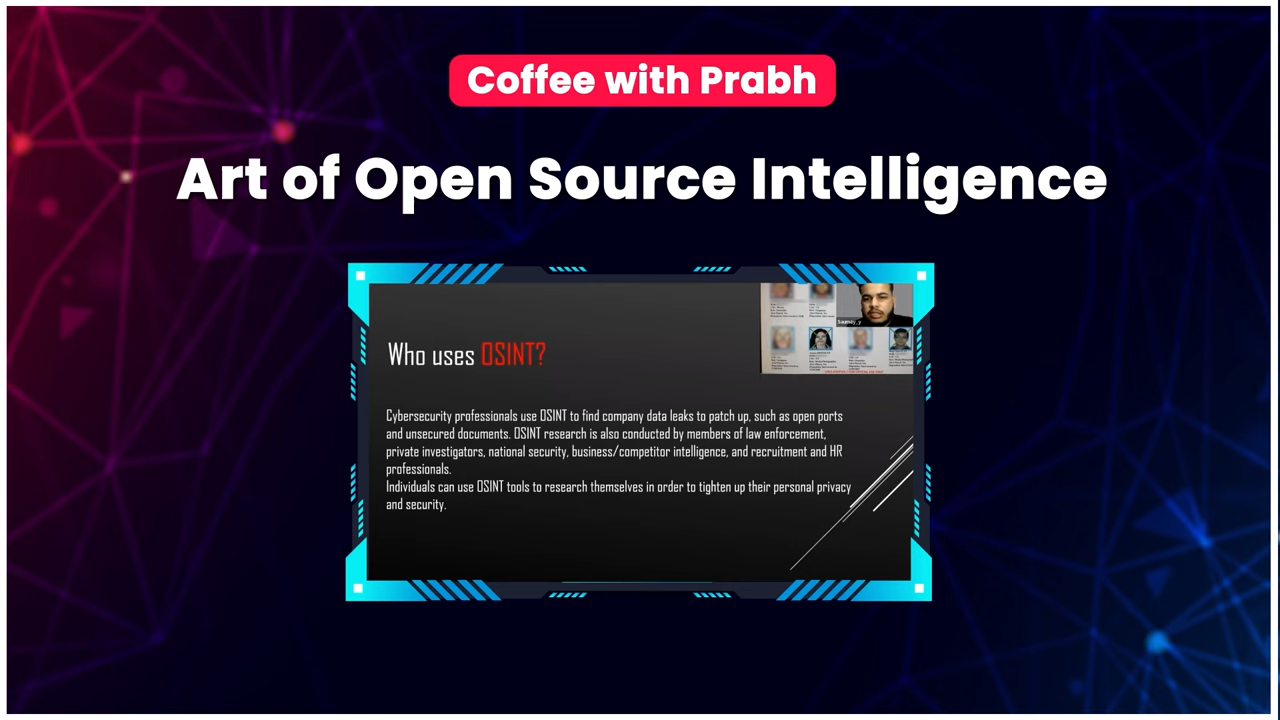 Coffee with Prabh
Art of Open Source Intelligence
Who uses OSINT?
Cybersecurity professionals use OSINT to find company data leaks to patch up, such as open ports
and unsecured documents. OSINT research is also conducted by members of law enforcement,
private investigators, national security, business/competitor intelligence, and recruitment and HR
professionals.
Individuals can use OSINT tools to research themselves in order to tighten up their personal privacy
and security.